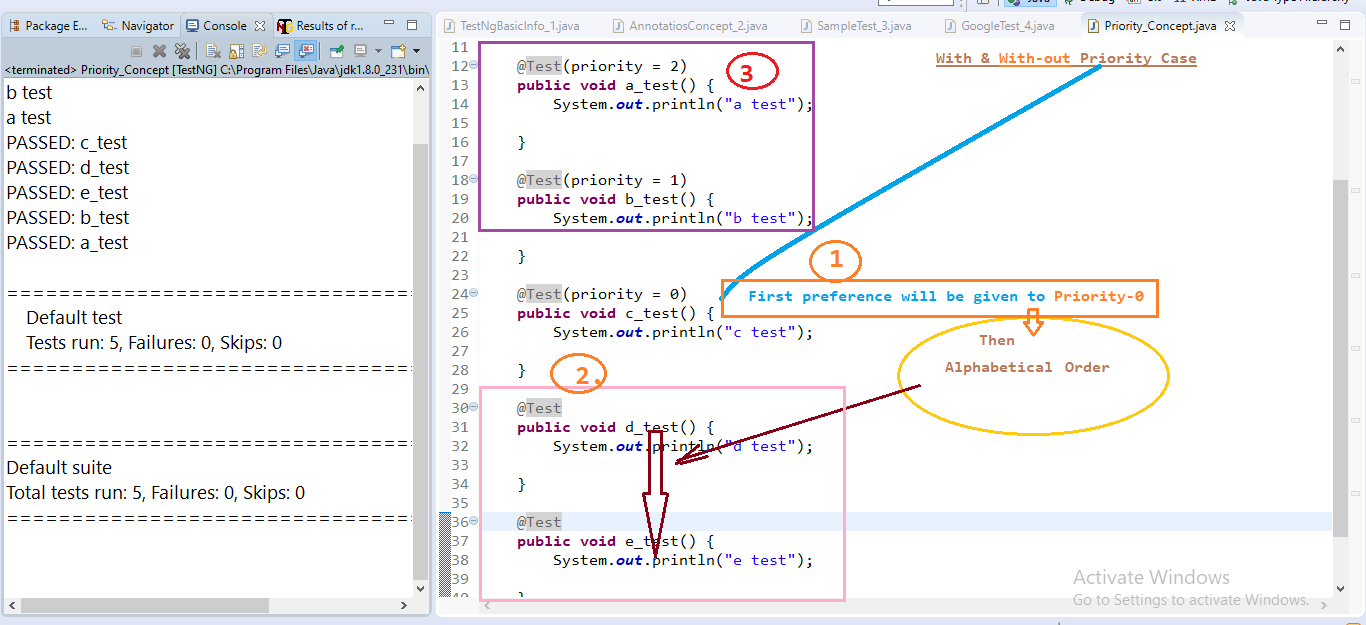 Package E...
Navigator
Console
Results of r...
<terminated> Priority_Concept [TestNG] C:\Program Files\Java\jdk1.8.0_231\bin\
b test
a test
PASSED: c_test
PASSED: d_test
PASSED: e_test
PASSED: b_test
PASSED: a_test
Default test
Tests run: 5, Failures: 0, Skips: 0
Default suite
Total tests run: 5, Failures: 0, Skips: 0
TestNgBasicInfo_1.java
AnnotatiosConcept_2.java
SampleTest_3.java
GoogleTest_4.java
Priority_Concept.java
With & With-out Priority Case
11
12 @Test(priority = 2)
3
13 public void a_test() {
14 System.out.println("a test");
15
16 }
17
18 @Test(priority = 1)
19 public void b_test() {
20 System.out.println("b test");
21
22 }
1
23
24 @Test(priority = 0)
First preference will be given to Priority-0
25 public void c_test() {
26 System.out.println("c test");
Then
27
Alphabetical Order
28 }
2.
29
30 @Test
31 public void d_test() {
32 System.out.println("d test");
33
34 }
35
36 @Test
37 public void e_test() {
38 System.out.println("e test");
39
Activate Windows
Go to Settings to activate Windows.